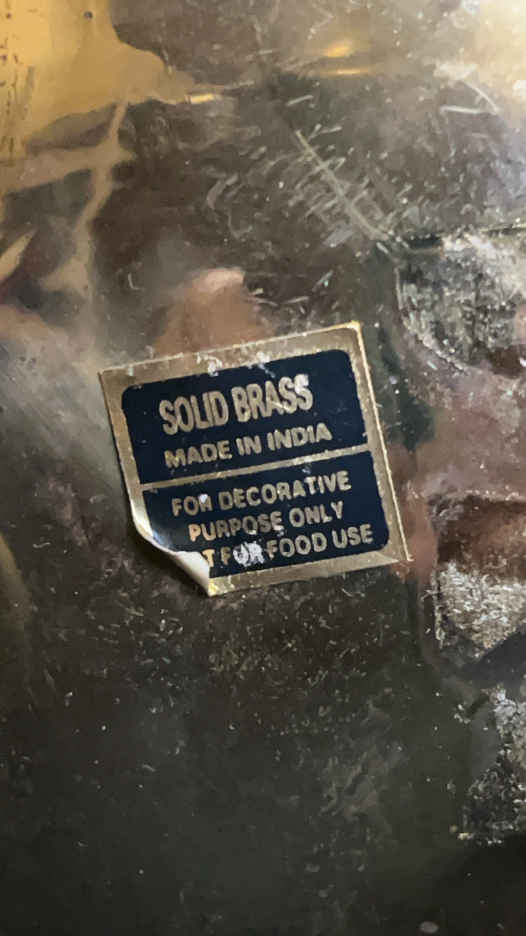 SOLID BRASS
MADE IN INDIA
FOR DECORATIVE
PURPOSE ONLY
T FOR FOOD USE